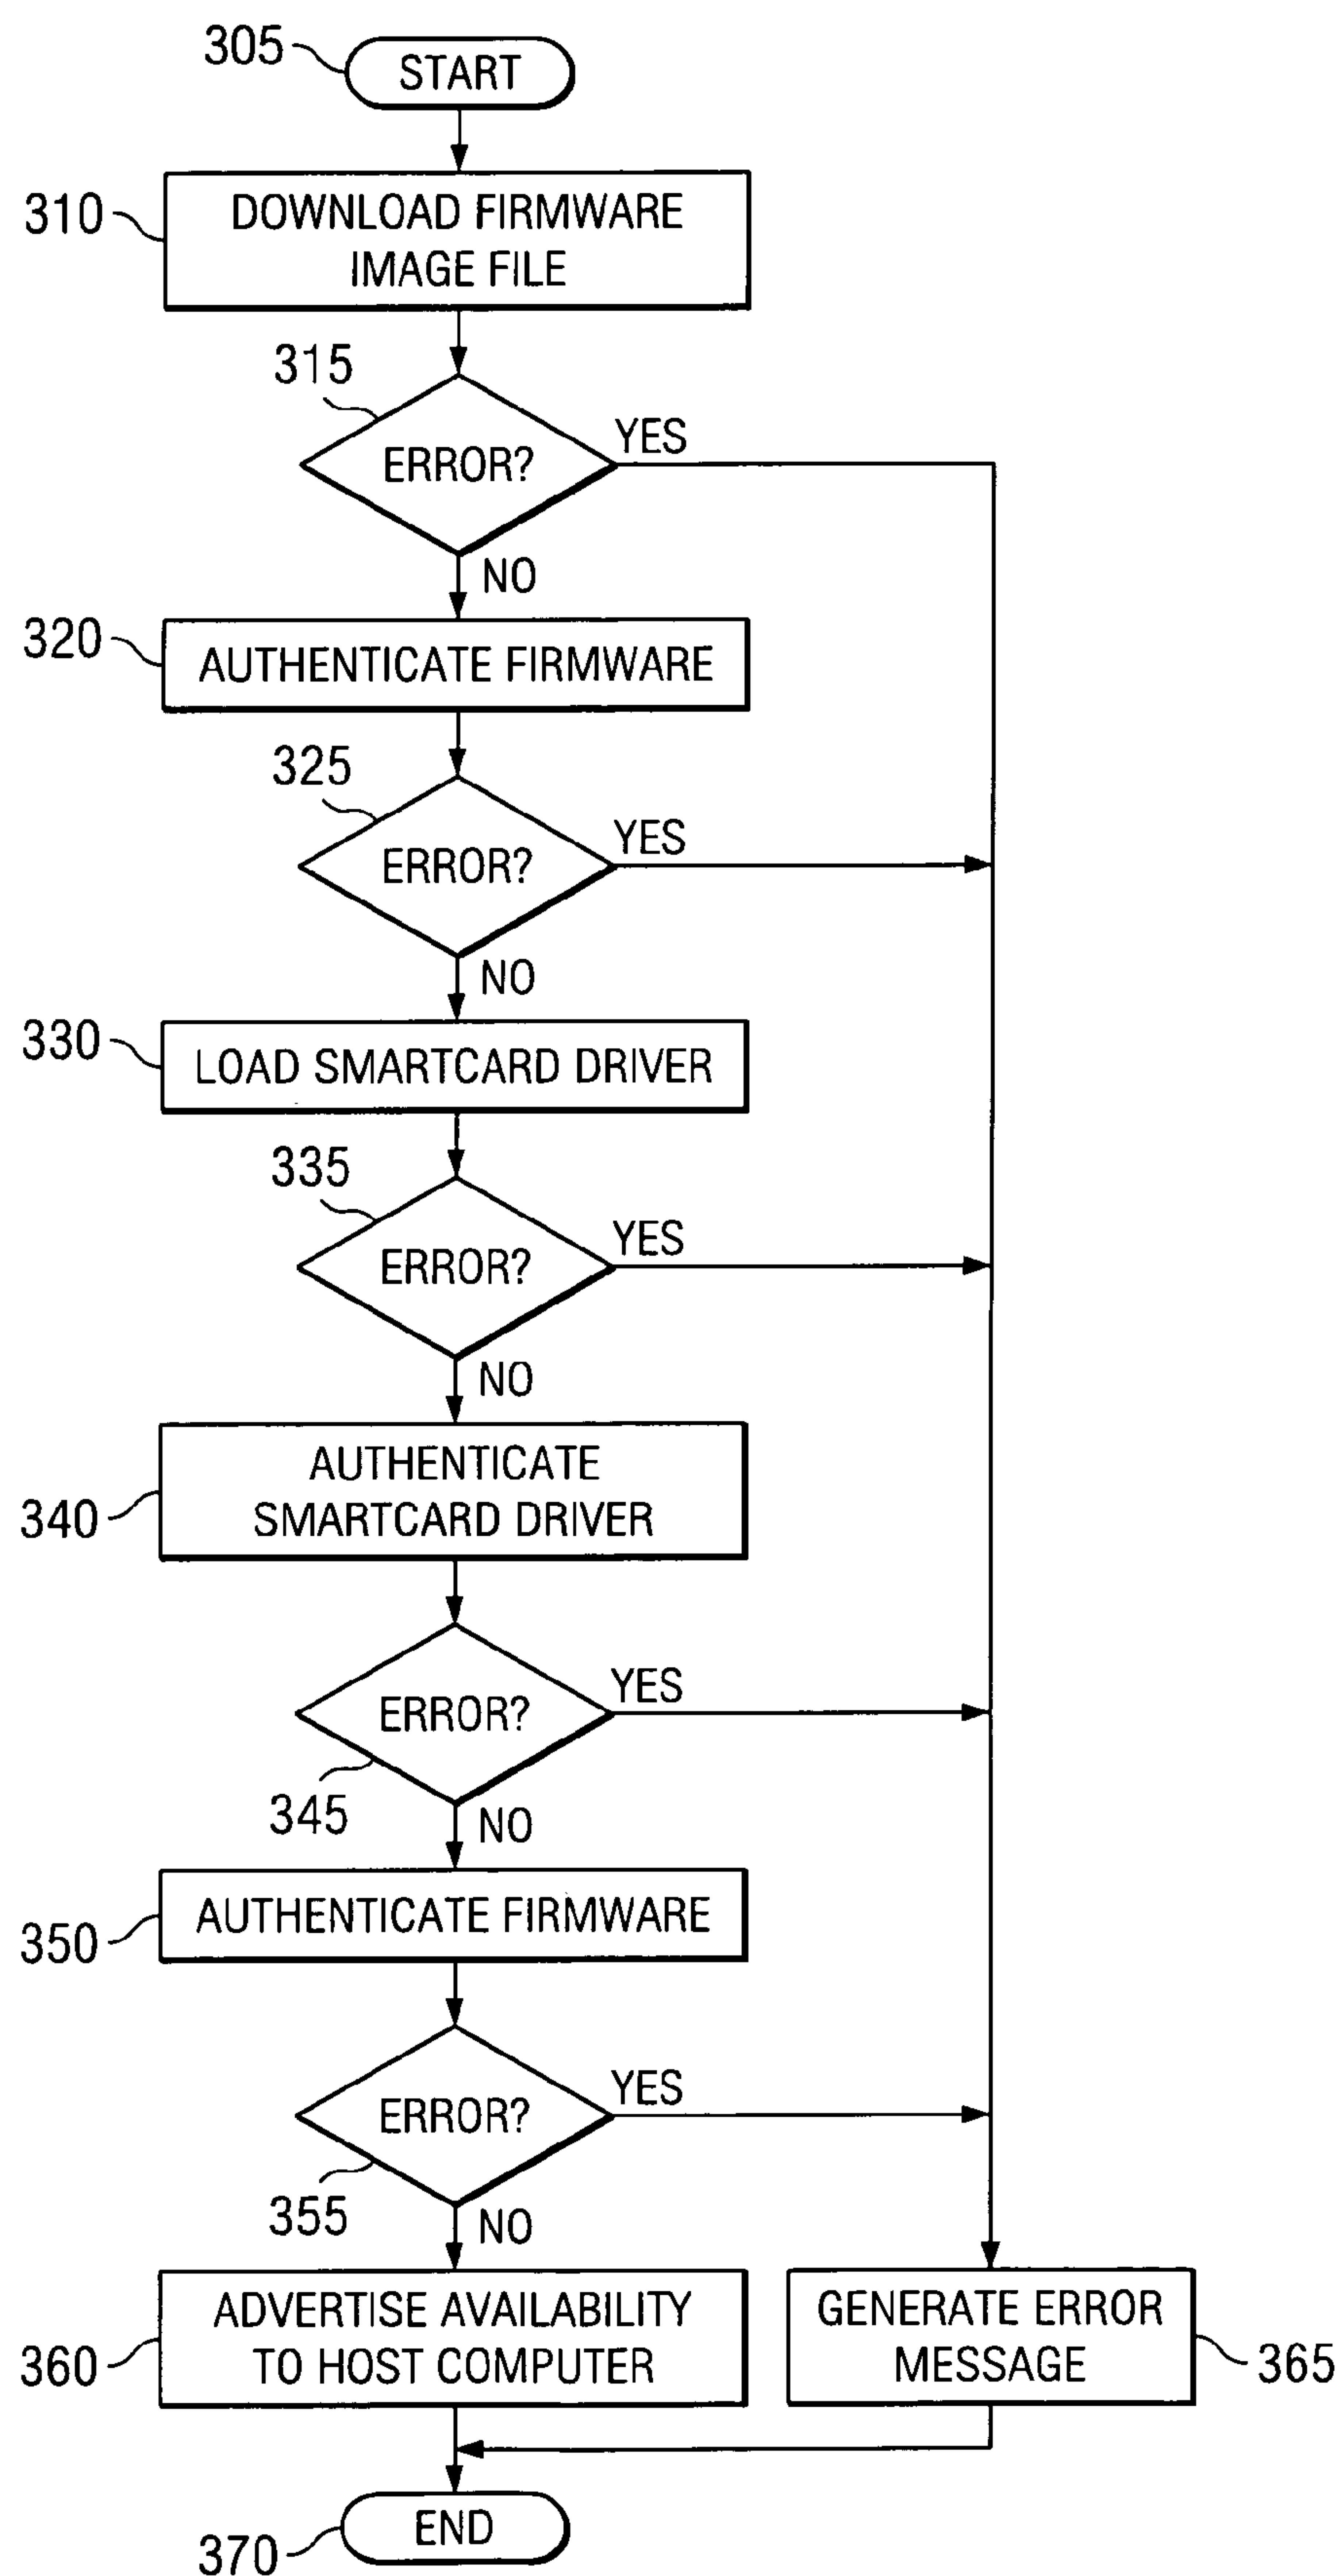 305
START
310
DOWNLOAD FIRMWARE
IMAGE FILE
315
ERROR?
YES
NO
320
AUTHENTICATE FIRMWARE
325
ERROR?
YES
NO
330
LOAD SMARTCARD DRIVER
335
ERROR?
YES
NO
340
AUTHENTICATE
SMARTCARD DRIVER
ERROR?
YES
345
NO
350
AUTHENTICATE FIRMWARE
ERROR?
YES
355
NO
360
ADVERTISE AVAILABILITY
TO HOST COMPUTER
GENERATE ERROR
MESSAGE
365
END
370